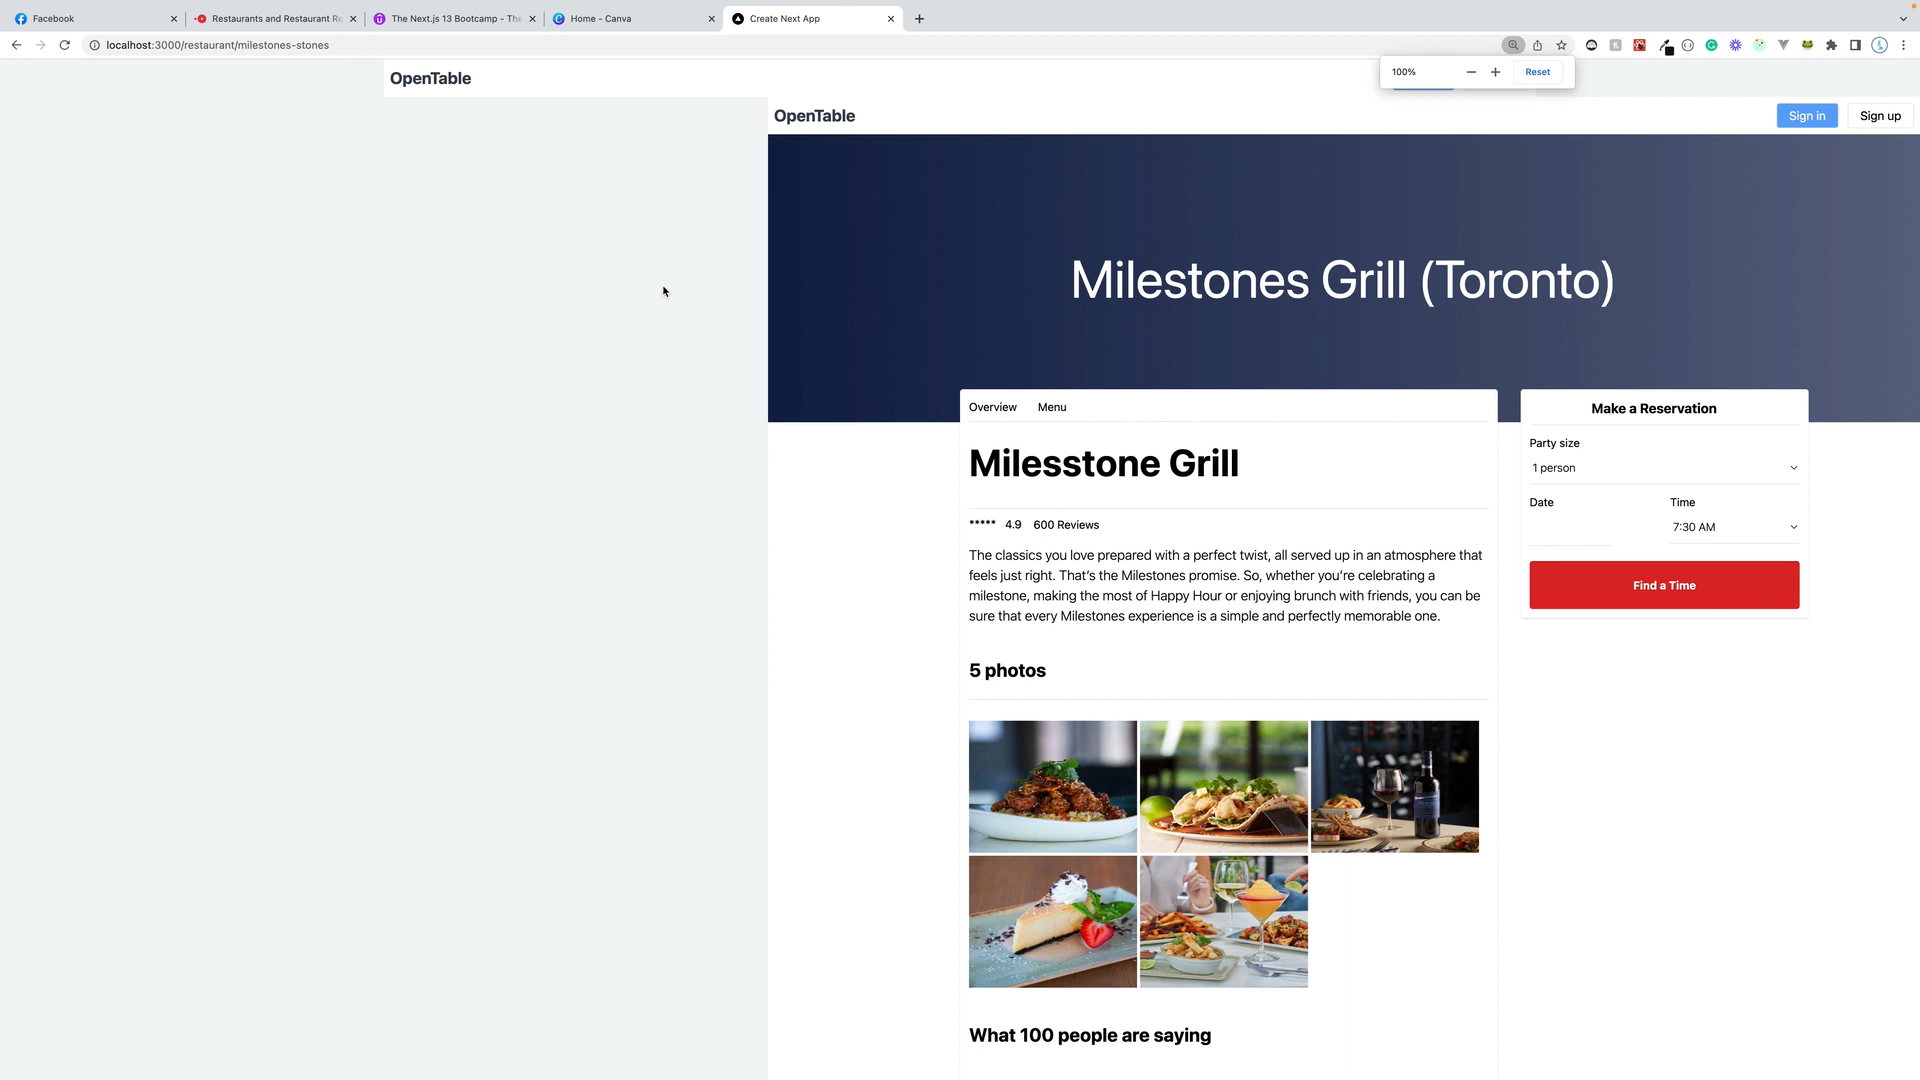 Facebook
Restaurants and Restaurant Re
The Next.js 13 Bootcamp - The
Home - Canva
Create Next App
localhost:3000/restaurant/milestones-stones
100%
Reset
OpenTable
OpenTable
Sign in
Sign up
Milestones Grill (Toronto)
Overview
Menu
Milesstone Grill
***** 4.9 600 Reviews
The classics you love prepared with a perfect twist, all served up in an atmosphere that
feels just right. That’s the Milestones promise. So, whether you’re celebrating a
milestone, making the most of Happy Hour or enjoying brunch with friends, you can be
sure that every Milestones experience is a simple and perfectly memorable one.
5 photos
What 100 people are saying
Make a Reservation
Party size
1 person
Date
Time
7:30 AM
Find a Time